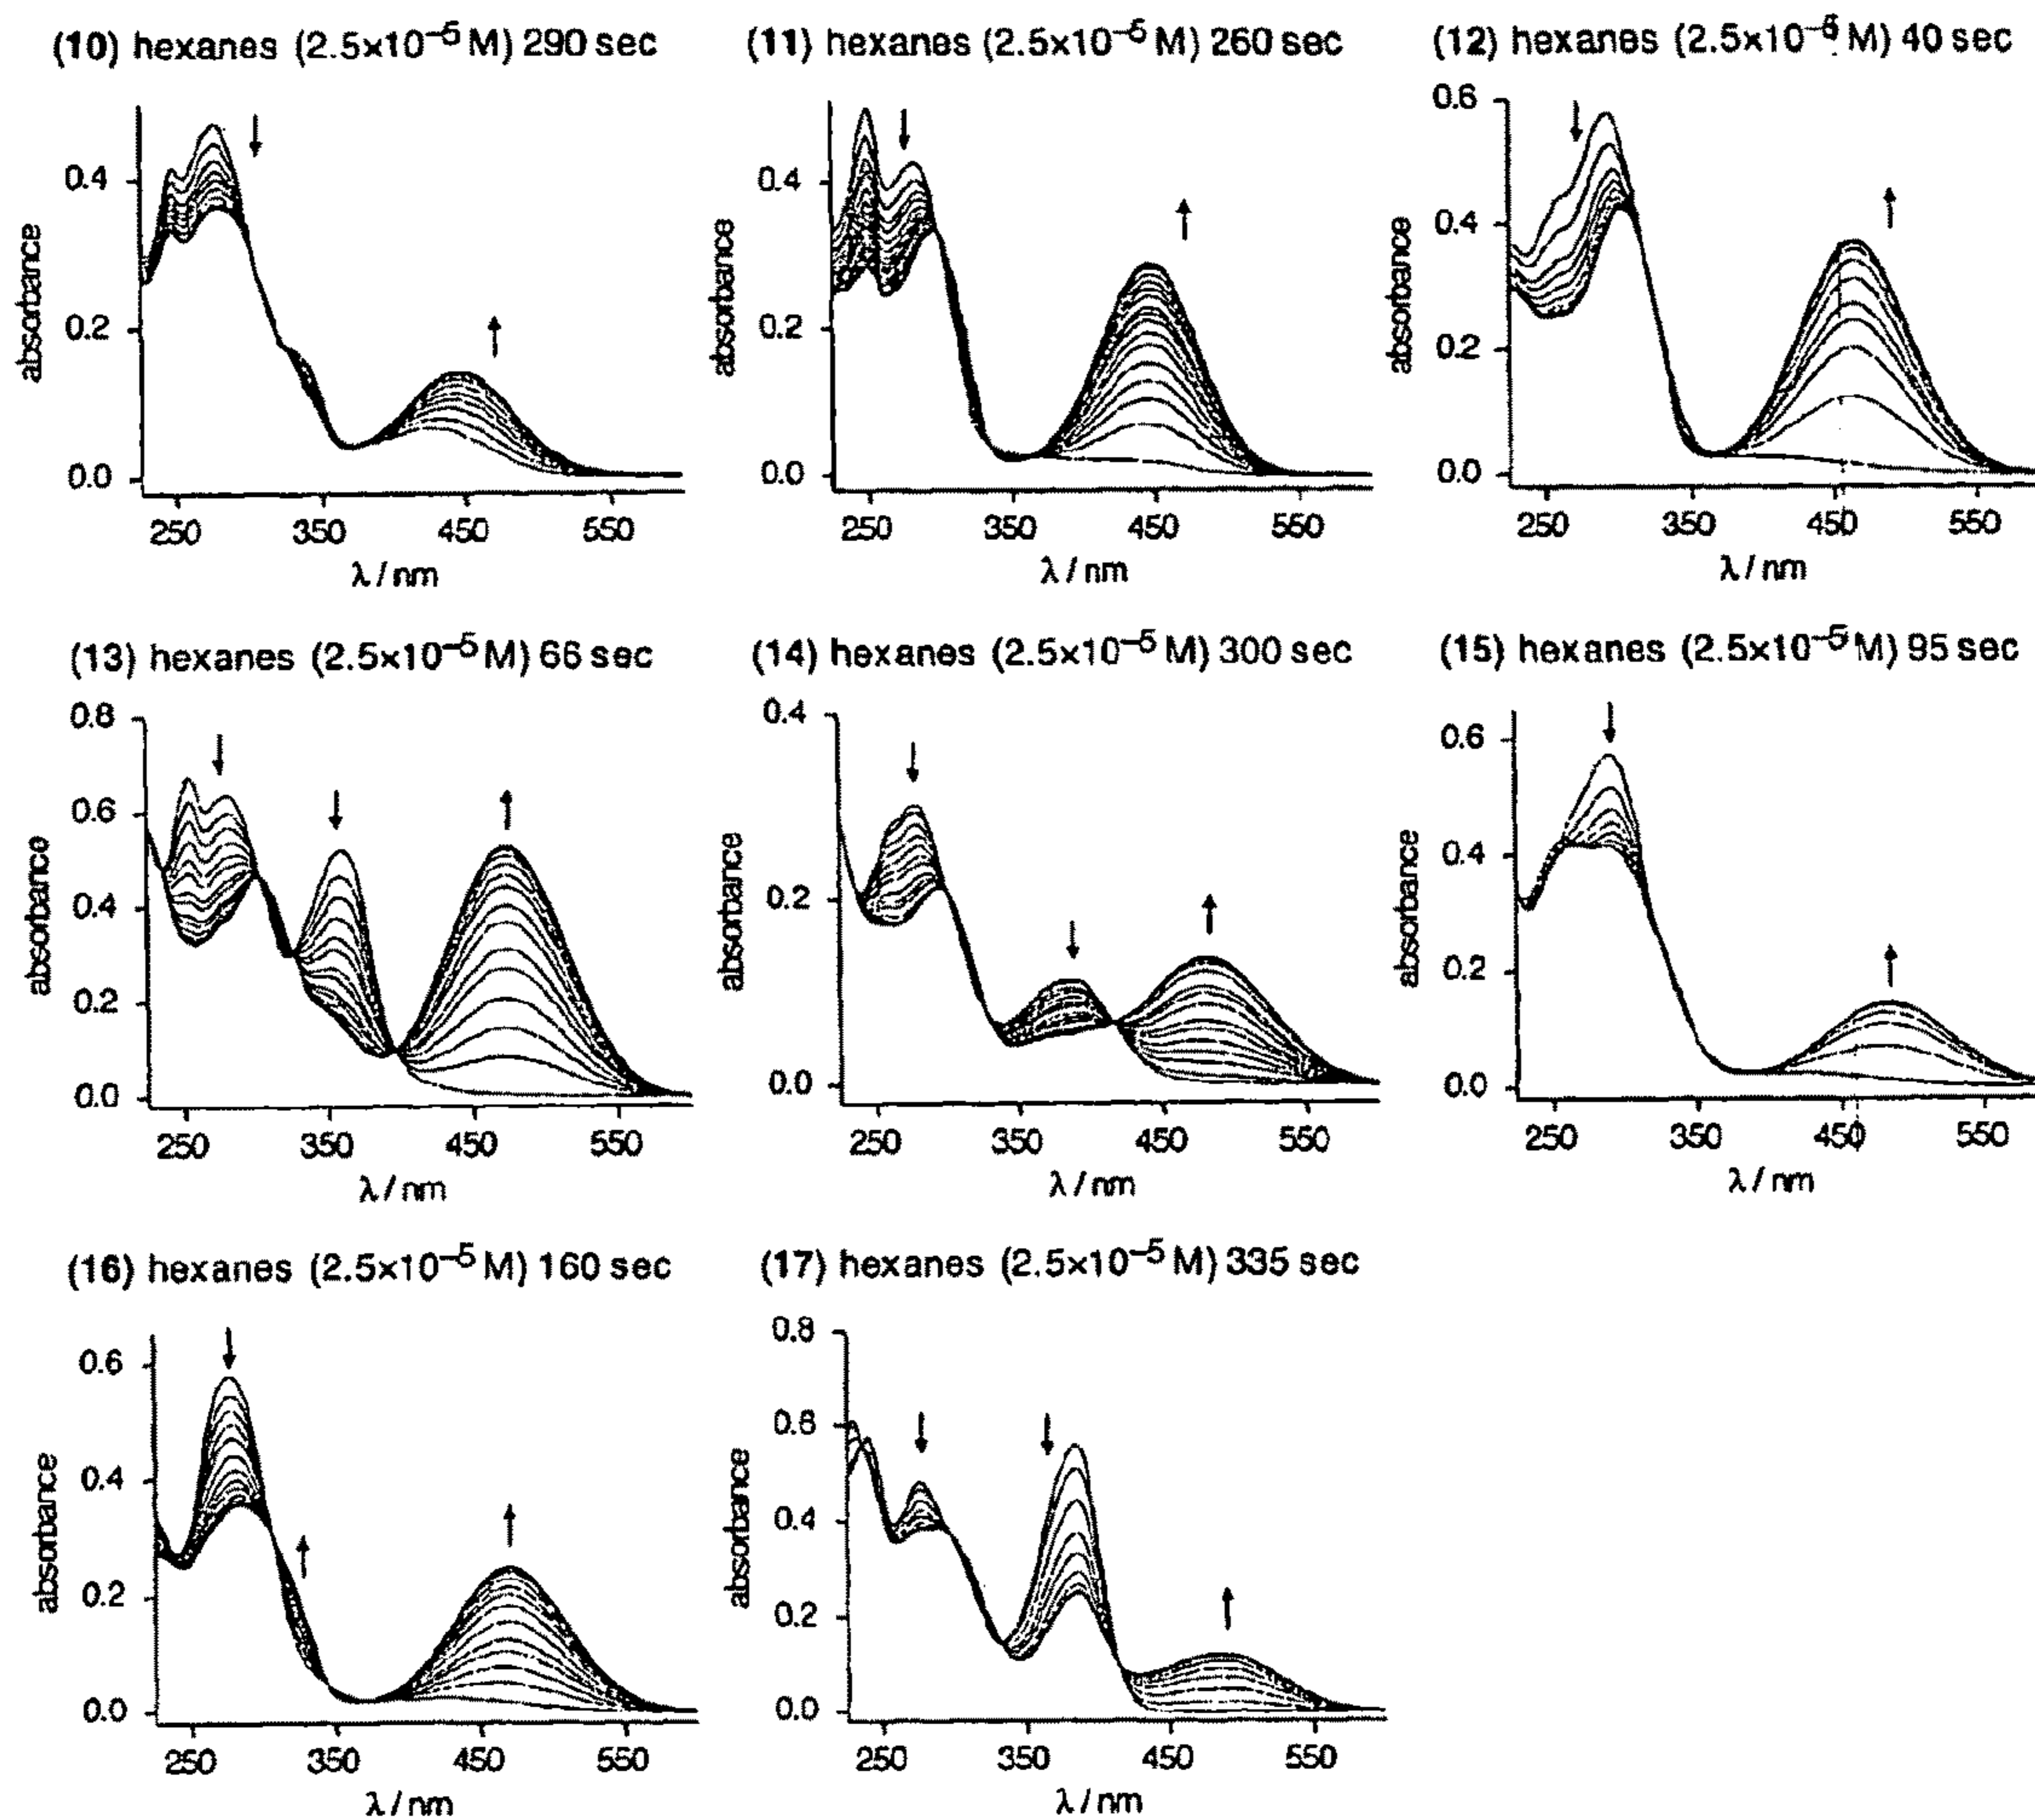 (10) hexanes (2.5×10⁻⁵ M) 290 sec
absorbance
0.4
0.2
0.0
250 350 450 550
λ / nm
(11) hexanes (2.5×10⁻⁵ M) 260 sec
absorbance
0.4
0.2
0.0
250 350 450 550
λ / nm
(12) hexanes (2.5×10⁻⁵ M) 40 sec
absorbance
0.6
0.4
0.2
0.0
250 350 450 550
λ / nm
(13) hexanes (2.5×10⁻⁵ M) 66 sec
absorbance
0.8
0.6
0.4
0.2
0.0
250 350 450 550
λ / nm
(14) hexanes (2.5×10⁻⁵ M) 300 sec
absorbance
0.4
0.2
0.0
250 350 450 550
λ / nm
(15) hexanes (2.5×10⁻⁵ M) 95 sec
absorbance
0.6
0.4
0.2
0.0
250 350 450 550
λ / nm
(16) hexanes (2.5×10⁻⁵ M) 160 sec
absorbance
0.6
0.4
0.2
0.0
250 350 450 550
λ / nm
(17) hexanes (2.5×10⁻⁵ M) 335 sec
absorbance
0.8
0.6
0.4
0.2
0.0
250 350 450 550
λ / nm